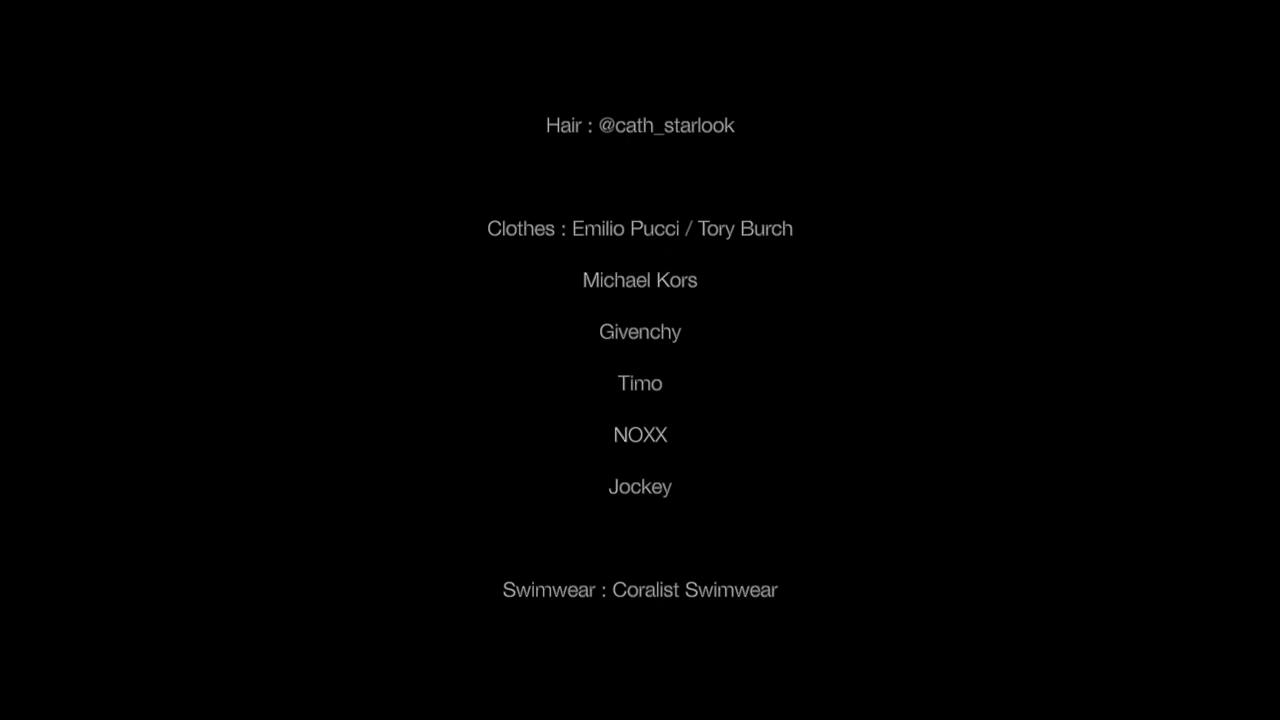 Hair : @cath_starlook
Clothes : Emilio Pucci / Tory Burch
Michael Kors
Givenchy
Timo
NOXX
Jockey
Swimwear : Coralist Swimwear